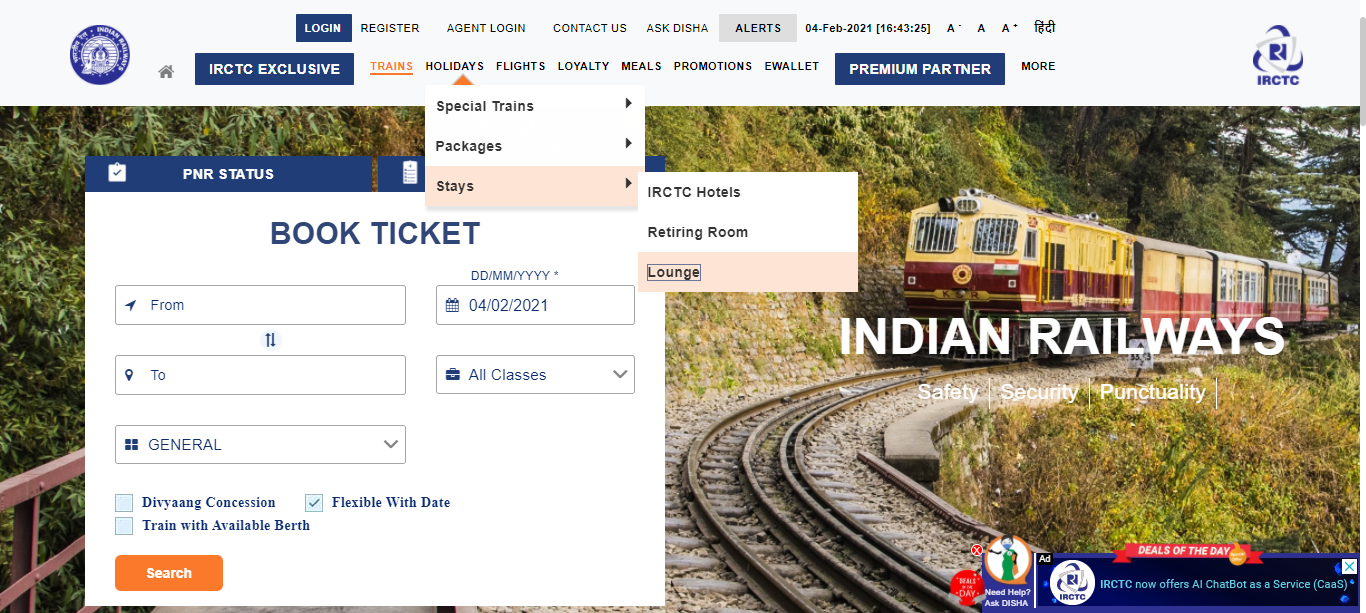 LOGIN REGISTER AGENT LOGIN CONTACT US ASK DISHA ALERTS 04-Feb-2021 [16:43:25] A - A A + हिंदी
INDIAN RAILWAYS
IRCTC EXCLUSIVE TRAINS HOLIDAYS FLIGHTS LOYALTY MEALS PROMOTIONS EWALLET PREMIUM PARTNER MORE
IRCTC
Special Trains
Packages
Stays
IRCTC Hotels
Retiring Room
Lounge
PNR STATUS
BOOK TICKET
DD/MM/YYYY *
From
04/02/2021
To
All Classes
GENERAL
Divyaang Concession
Flexible With Date
Train with Available Berth
Search
INDIAN RAILWAYS
Safety Security Punctuality
DEALS OF THE DAY
Need Help?
Ask DISHA
Ad
DEALS OF THE DAY
IRCTC
IRCTC now offers AI ChatBot as a Service (CaaS)